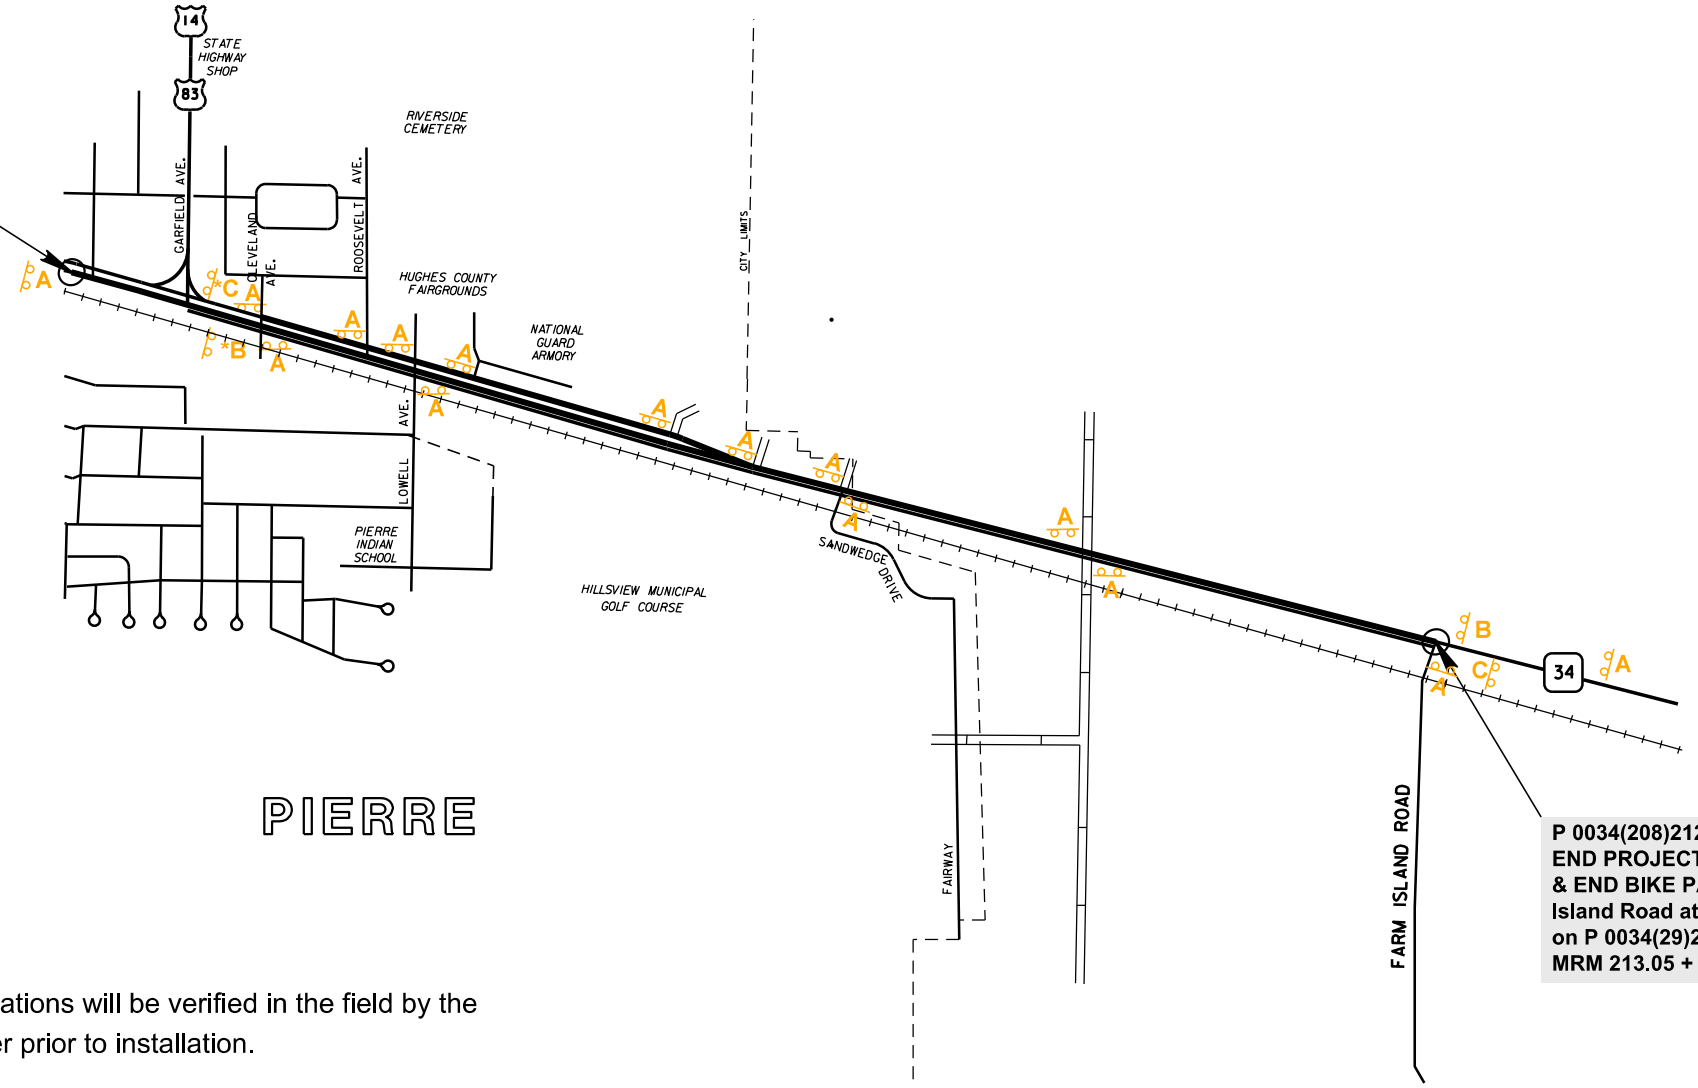 14
STATE
HIGHWAY
SHOP
83
RIVERSIDE
CEMETERY
GARFIELD AVE.
CLEVELAND
AVE.
ROOSEVELT AVE.
HUGHES COUNTY
FAIRGROUNDS
NATIONAL
GUARD
ARMORY
CITY LIMITS
A
*C
A
A
A
A
*B
A
A
A
A
A
A
A
A
A
B
C
A
A
34
LOWELL AVE.
PIERRE
INDIAN
SCHOOL
HILLSVIEW MUNICIPAL
GOLF COURSE
SANDWEDGE
DRIVE
FAIRWAY
FARM ISLAND ROAD
PIERRE
P 0034(208)212
END PROJECT
& END BIKE PA
Island Road at
on P 0034(29)2
MRM 213.05 +
ations will be verified in the field by the
er prior to installation.